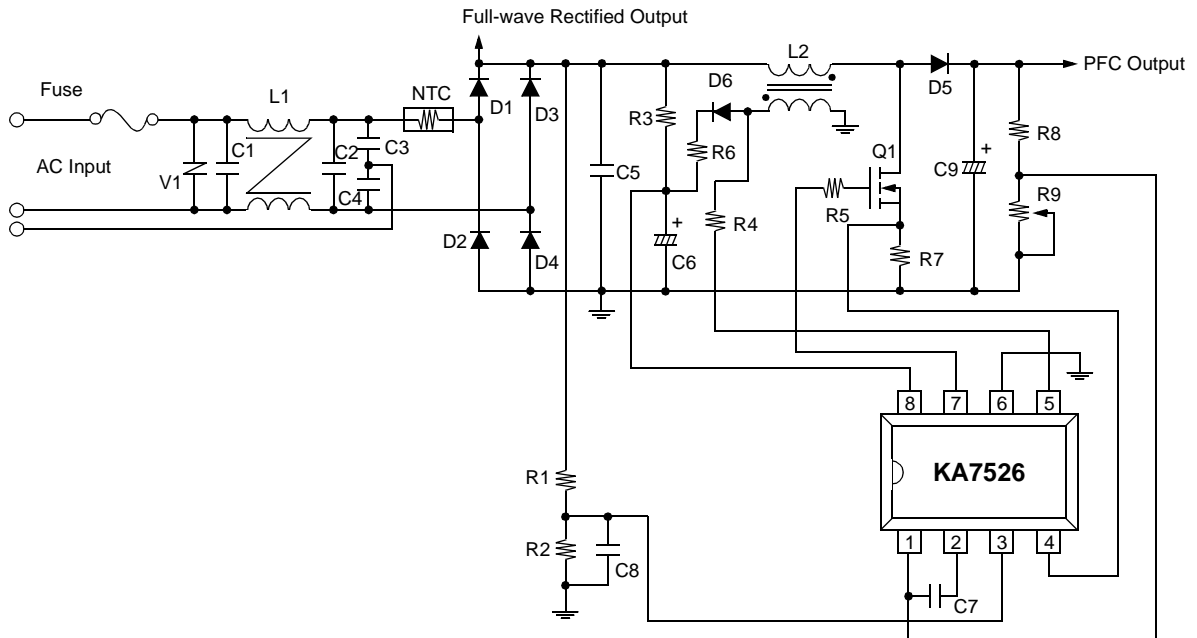 Full-wave Rectified Output
L2
PFC Output
D6
D5
Fuse
L1
NTC
D1
D3
R3
R8
R6
Q1
C1
C2
C3
AC Input
V1
C4
C5
+
C9
R9
R5
R4
D2
D4
+
C6
R7
8
7
6
5
KA7526
R1
R2
C8
1
2
3
4
C7